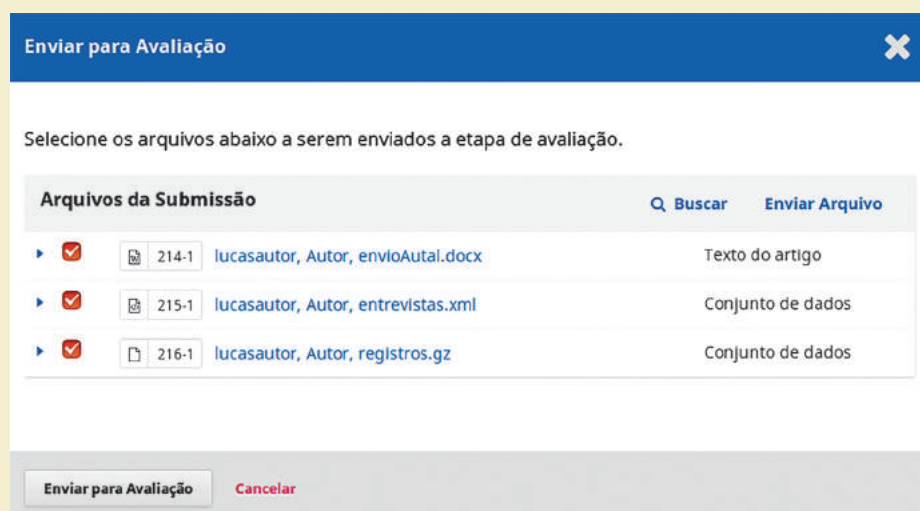 Enviar para Avaliação
Selecione os arquivos abaixo a serem enviados a etapa de avaliação.
Arquivos da Submissão Buscar Enviar Arquivo
214-1 lucasautor, Autor, envioAutal.docx Texto do artigo
215-1 lucasautor, Autor, entrevistas.xml Conjunto de dados
216-1 lucasautor, Autor, registros.gz Conjunto de dados
Enviar para Avaliação Cancelar